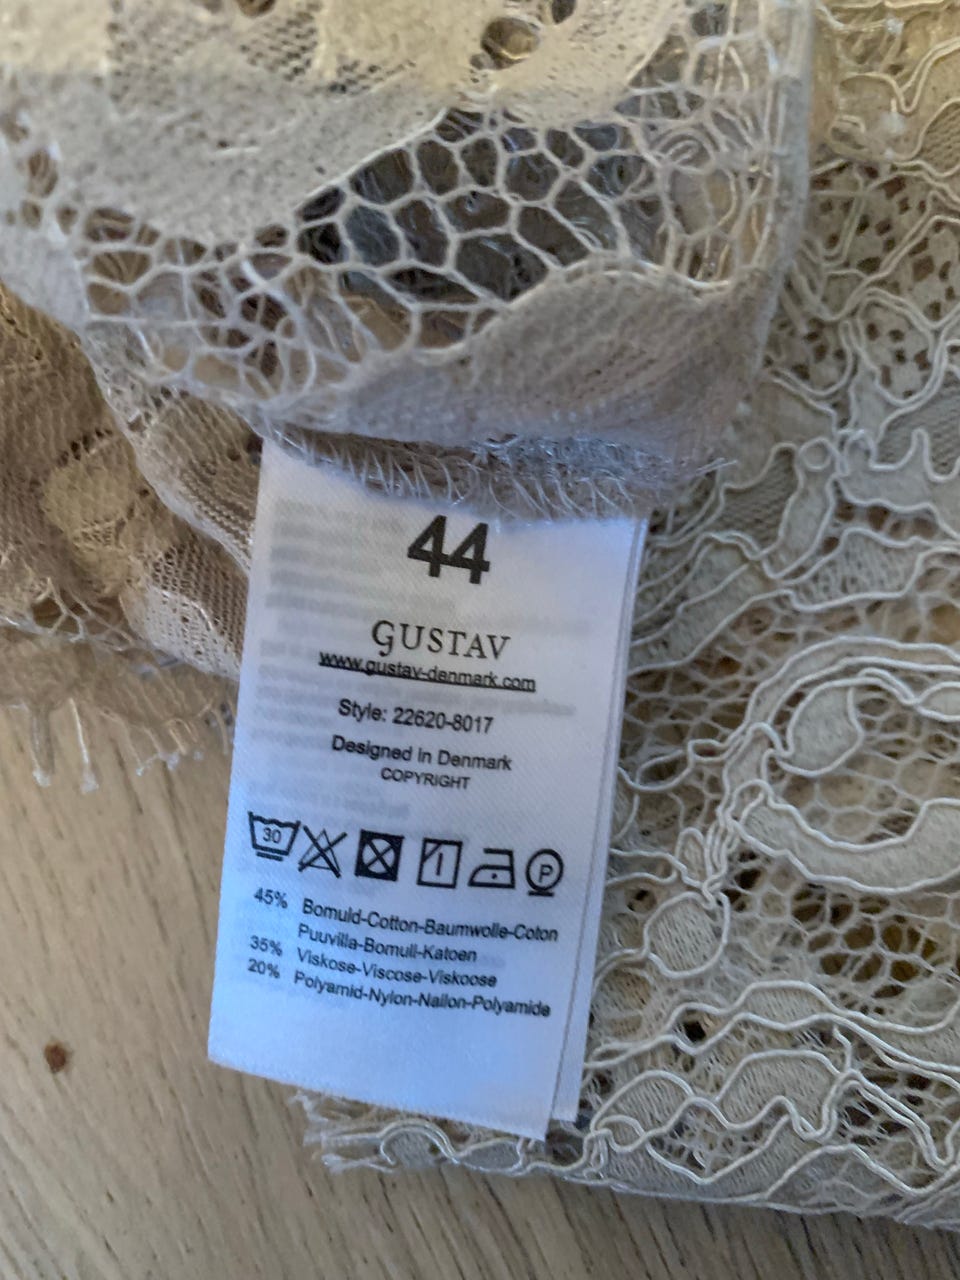 44
GUSTAV
www.gustav-denmark.com
Style: 22620-8017
Designed in Denmark
COPYRIGHT
30 P
45% Bomuld-Cotton-Baumwolle-Coton
Puuvilla-Bomull-Katoen
35% Viskose-Viscose-Viskoose
20% Polyamid-Nylon-Nailon-Polyamide